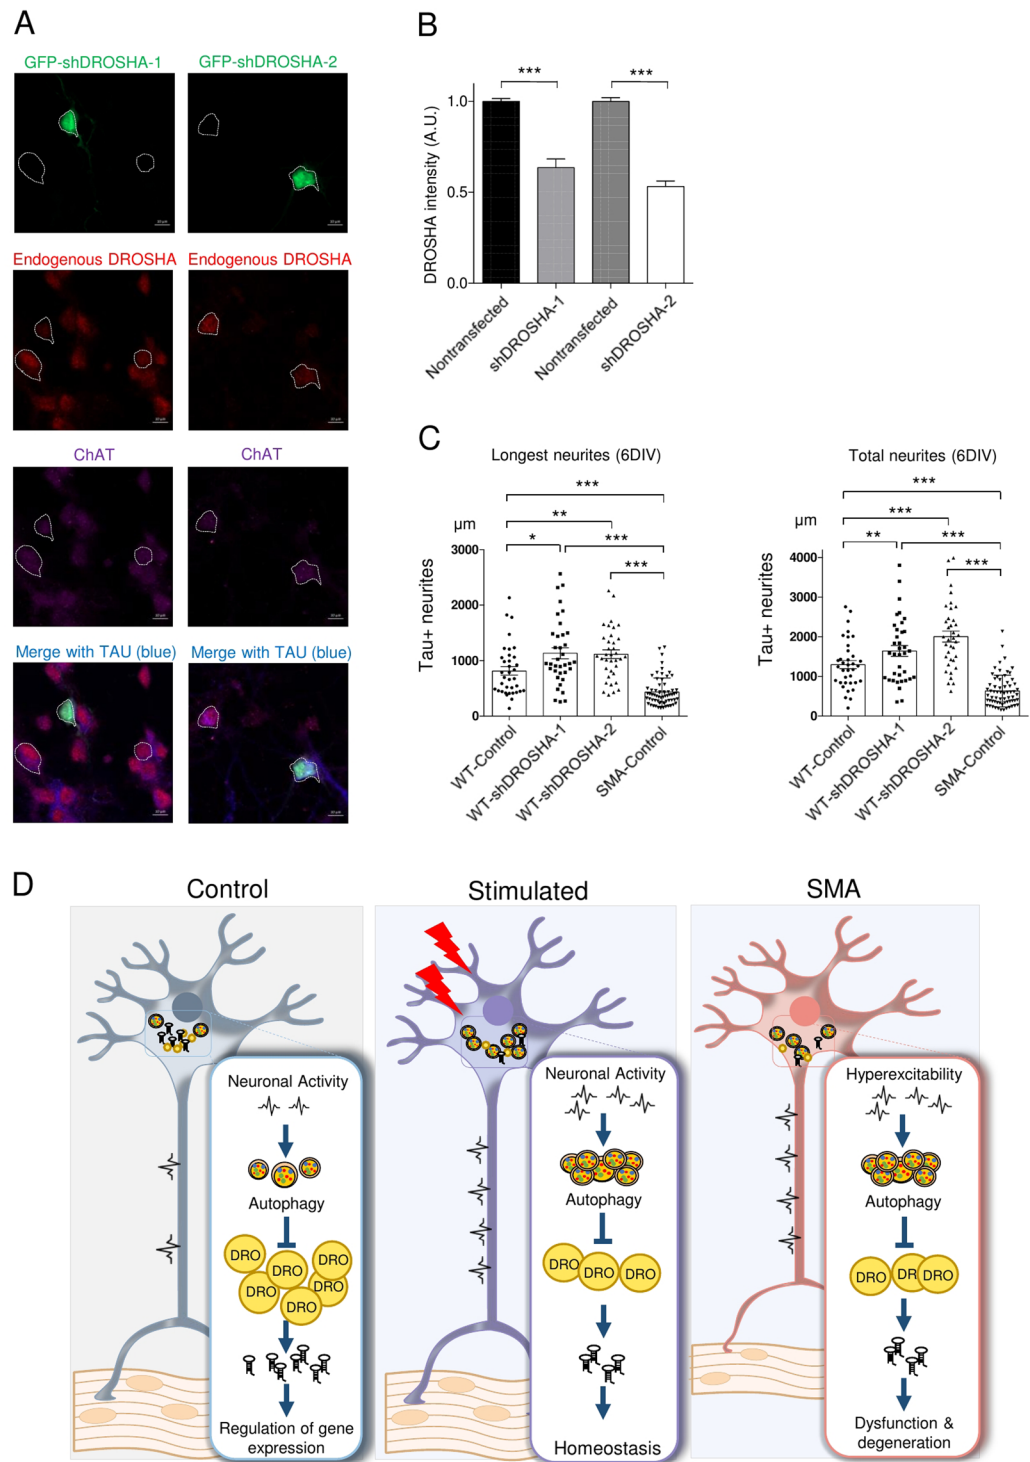 A
GFP-shDROSHA-1
GFP-shDROSHA-2
Endogenous DROSHA
Endogenous DROSHA
ChAT
ChAT
Merge with TAU (blue)
Merge with TAU (blue)
B
DROSHA intensity (A.U.)
1.0
0.5
0.0
***
***
Nontransfected
shDROSHA-1
Nontransfected
shDROSHA-2
C
Longest neurites (6DIV)
***
**
µm
*
***
***
Tau+ neurites
3000
2000
1000
0
WT-Control
WT-shDROSHA-1
WT-shDROSHA-2
SMA-Control
Total neurites (6DIV)
***
***
µm
**
***
***
Tau+ neurites
4000
3000
2000
1000
0
WT-Control
WT-shDROSHA-1
WT-shDROSHA-2
SMA-Control
D
Control
Neuronal Activity
Autophagy
DRO
DRO
DRO
DRO
DRO
DRO
Regulation of gene
expression
Stimulated
Neuronal Activity
Autophagy
DRO
DRO
DRO
Homeostasis
SMA
Hyperexcitability
Autophagy
DRO
DRO
DRO
Dysfunction &
degeneration